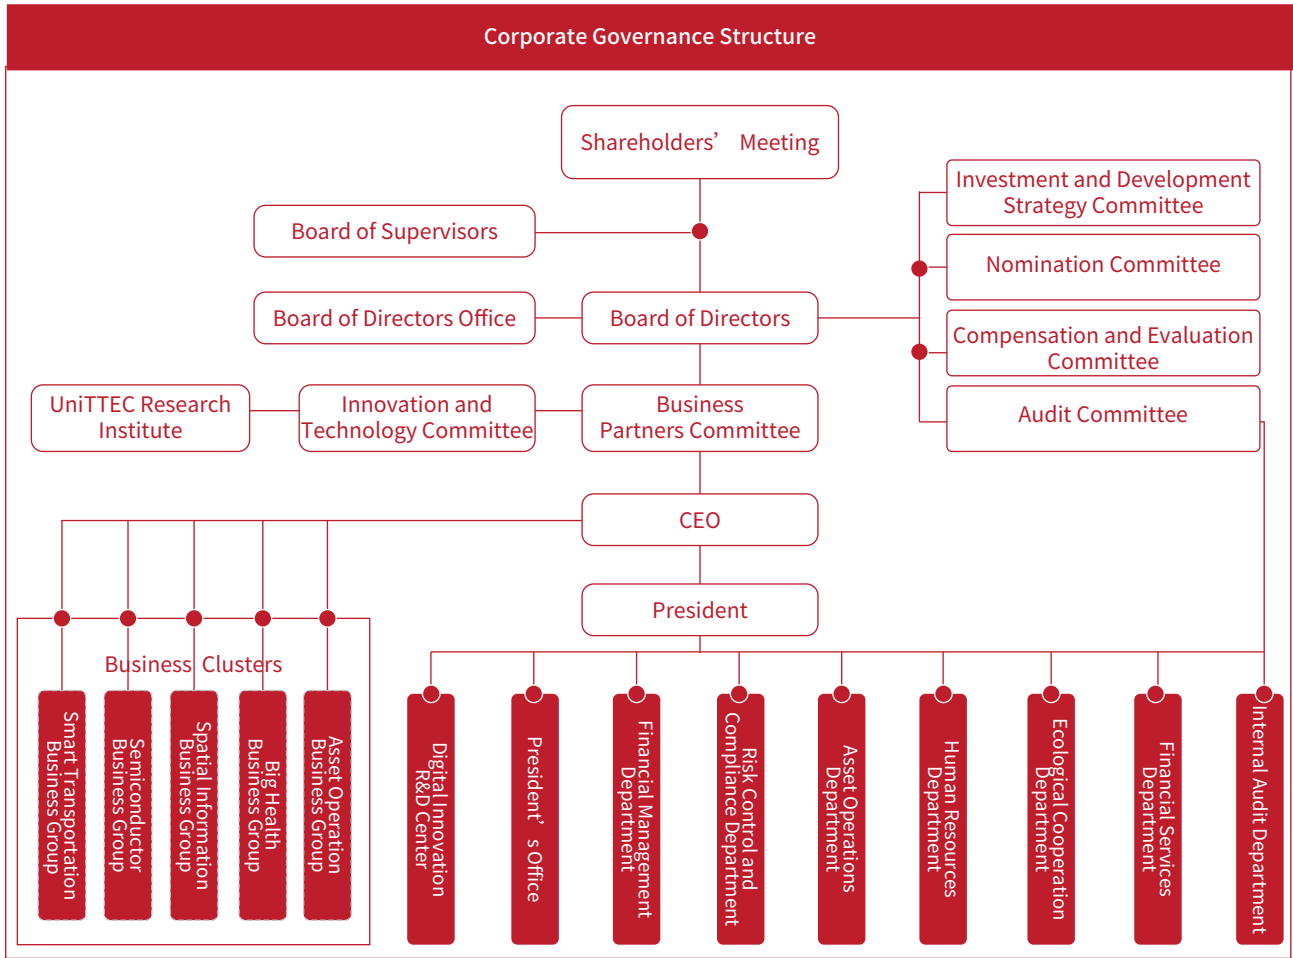 Corporate Governance Structure
Shareholders’ Meeting
Investment and Development
Strategy Committee
Board of Supervisors
Nomination Committee
Board of Directors Office
Board of Directors
Compensation and Evaluation
Committee
UniTTEC Research
Institute
Innovation and
Technology Committee
Business
Partners Committee
Audit Committee
CEO
President
Business Clusters
Smart Transportation
Business Group
Semiconductor
Business Group
Spatial Information
Business Group
Big Health
Business Group
Asset Operation
Business Group
Digital Innovation
R&D Center
President’ s Office
Financial Management
Department
Risk Control and
Compliance Department
Asset Operations
Department
Human Resources
Department
Ecological Cooperation
Department
Financial Services
Department
Internal Audit Department